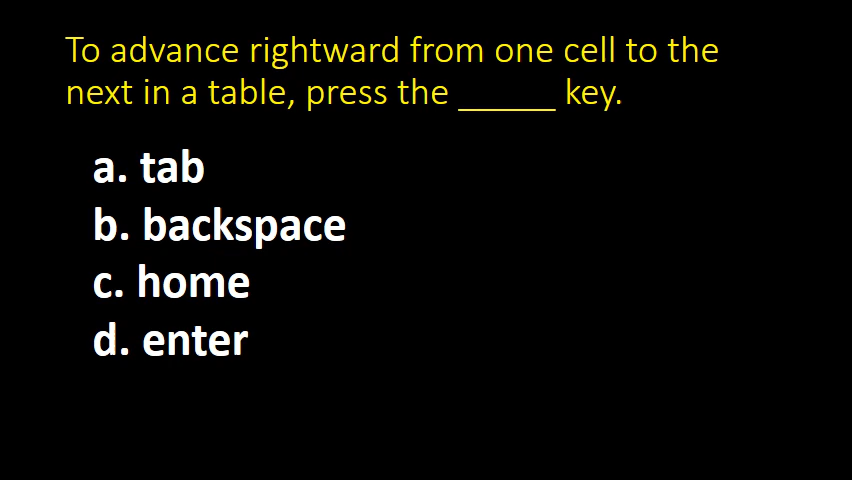 To advance rightward from one cell to the
next in a table, press the ______ key.
a. tab
b. backspace
c. home
d. enter